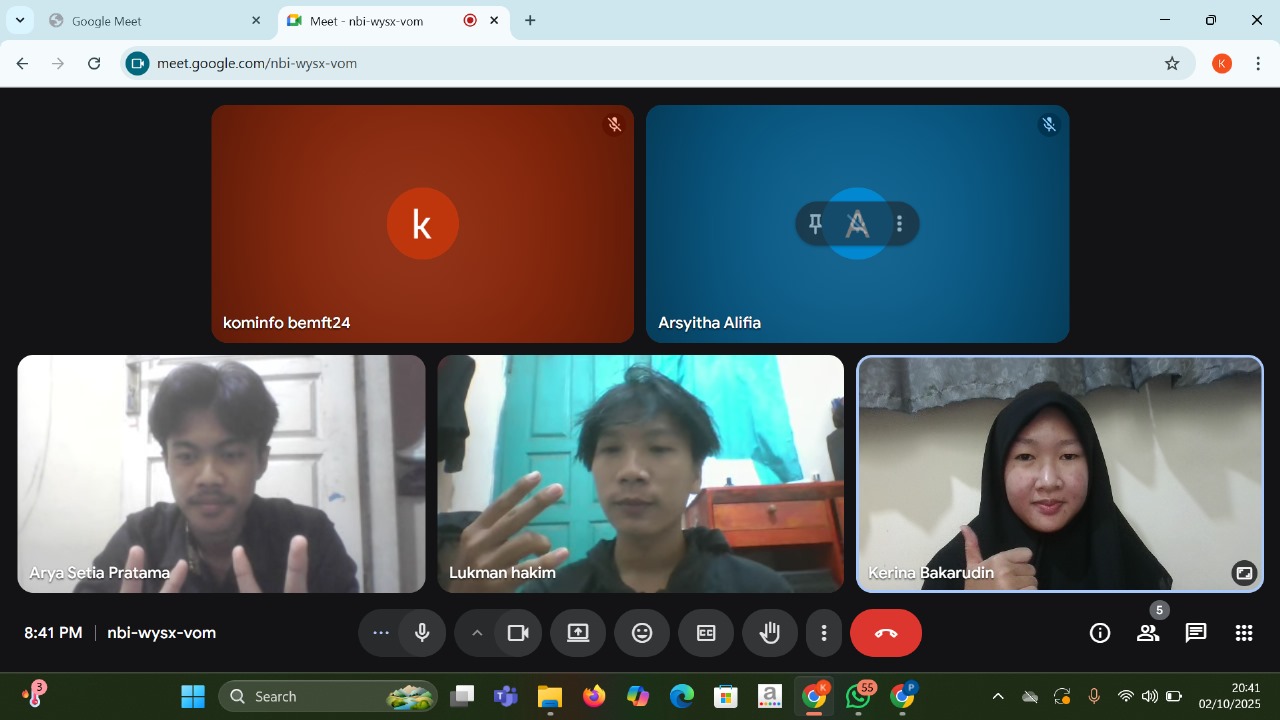 Google Meet
Meet - nbi-wysx-vom
meet.google.com/nbi-wysx-vom
K
k
kominfo bemft24
A
Arsyitha Alifia
Arya Setia Pratama
Lukman hakim
Kerina Bakarudin
8:41 PM
nbi-wysx-vom
CC
5
3
Search
a
K
55
P
20:41
02/10/2025